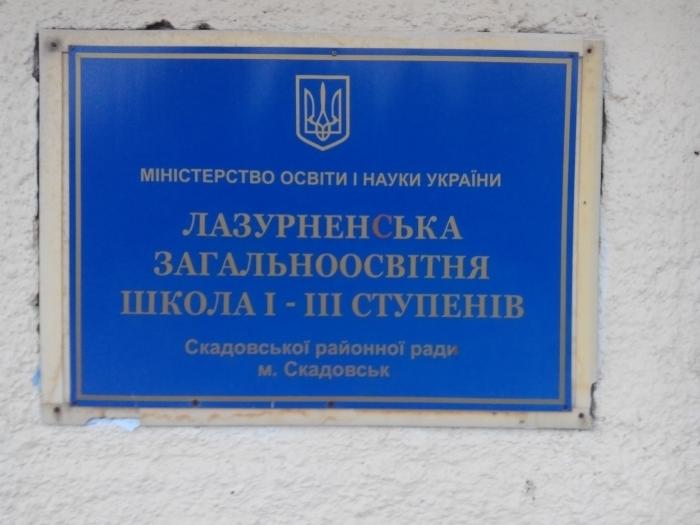 МІНІСТЕРСТВО ОСВІТИ І НАУКИ УКРАЇНИ
ЛАЗУРНЕНСЬКА
ЗАГАЛЬНООСВІТНЯ
ШКОЛА І - ІІІ СТУПЕНІВ
Скадовської районної ради
м. Скадовськ